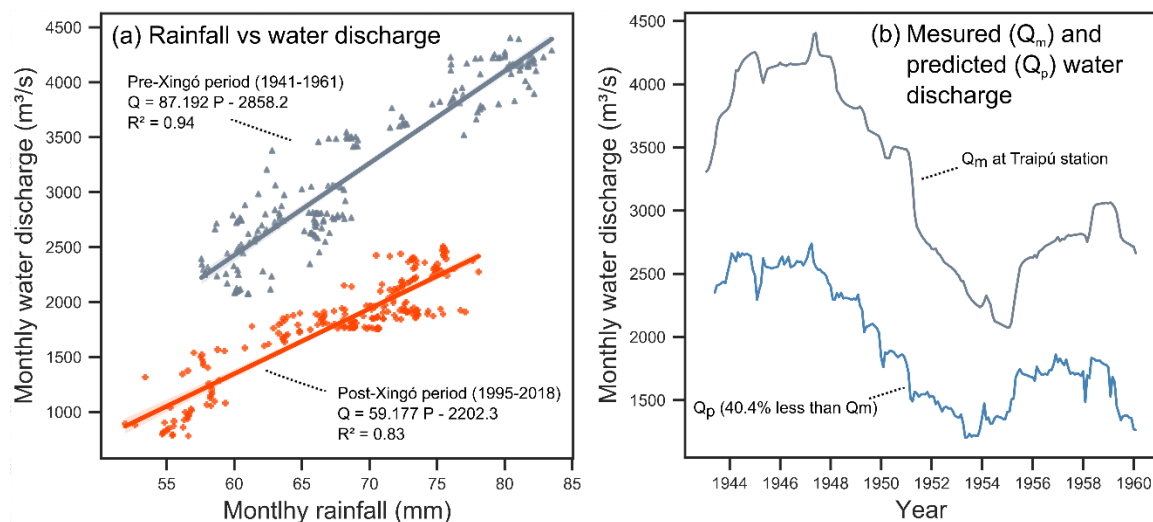 (a) Rainfall vs water discharge
Pre-Xingó period (1941-1961)
Q = 87.192 P - 2858.2
R² = 0.94
Post-Xingó period (1995-2018)
Q = 59.177 P - 2202.3
R² = 0.83
Monthly water discharge (m³/s)
4500
4000
3500
3000
2500
2000
1500
1000
55
60
65
70
75
80
85
Montlhy rainfall (mm)
(b) Mesured (Qm) and
predicted (Qp) water
discharge
Qm at Traipú station
Qp (40.4% less than Qm)
Monthly water discharge (m³/s)
4500
4000
3500
3000
2500
2000
1500
1944
1946
1948
1950
1952
1954
1956
1958
1960
Year